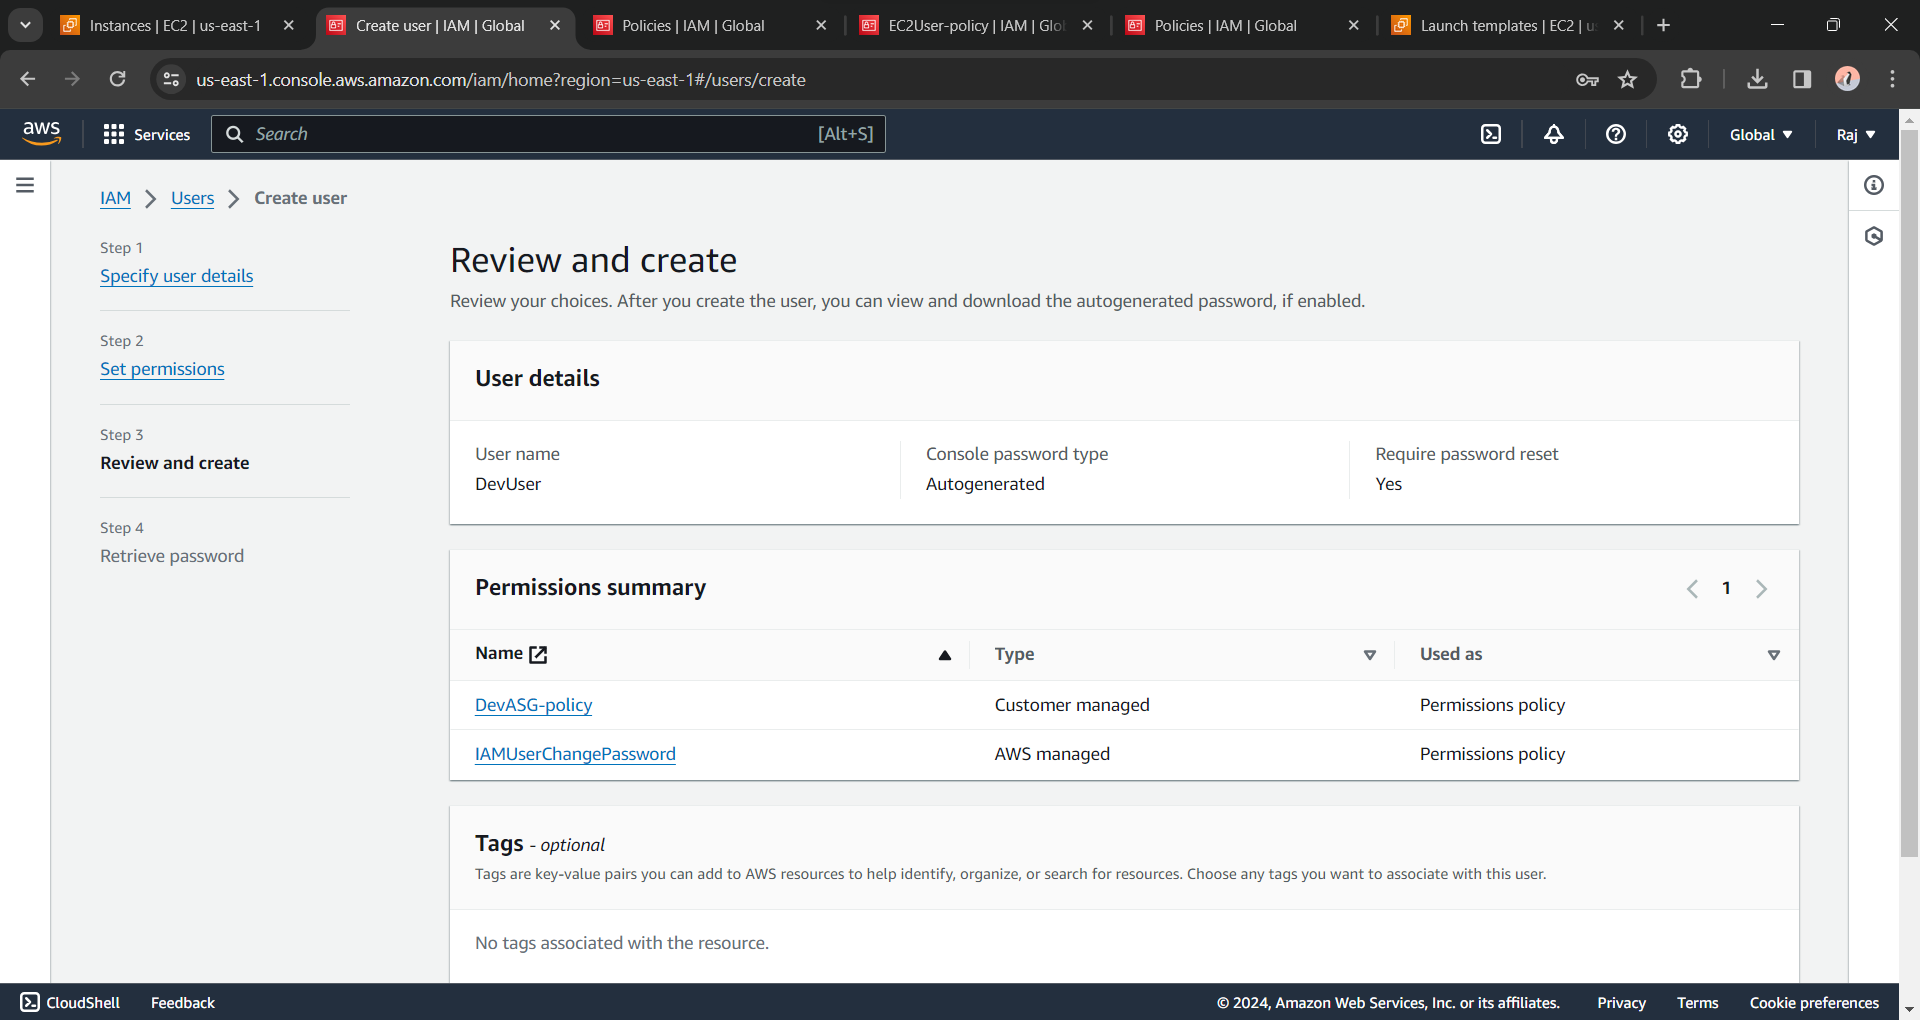 Instances | EC2 | us-east-1
Create user | IAM | Global
Policies | IAM | Global
EC2User-policy | IAM | Glo
Policies | IAM | Global
Launch templates | EC2 | u
us-east-1.console.aws.amazon.com/iam/home?region=us-east-1#/users/create
aws
Services
Search
[Alt+S]
Global
Raj
IAM
Users
Create user
Step 1
Specify user details
Step 2
Set permissions
Step 3
Review and create
Step 4
Retrieve password
Review and create
Review your choices. After you create the user, you can view and download the autogenerated password, if enabled.
User details
User name
DevUser
Console password type
Autogenerated
Require password reset
Yes
Permissions summary
1
Name
Type
Used as
DevASG-policy
Customer managed
Permissions policy
IAMUserChangePassword
AWS managed
Permissions policy
Tags - optional
Tags are key-value pairs you can add to AWS resources to help identify, organize, or search for resources. Choose any tags you want to associate with this user.
No tags associated with the resource.
CloudShell
Feedback
© 2024, Amazon Web Services, Inc. or its affiliates.
Privacy
Terms
Cookie preferences